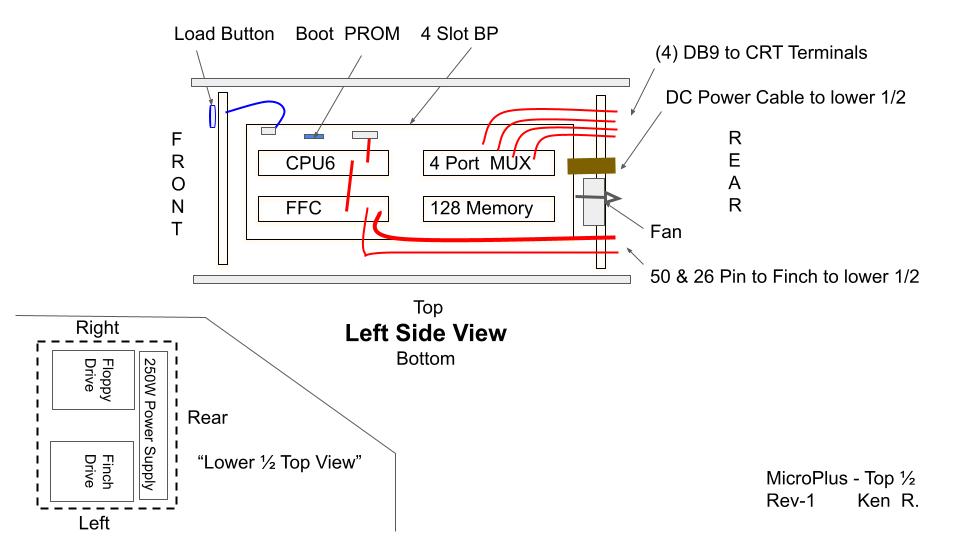 Load Button
Boot PROM
4 Slot BP
(4) DB9 to CRT Terminals
DC Power Cable to lower 1/2
FRONT
CPU6
4 Port MUX
FFC
128 Memory
REAR
Fan
50 & 26 Pin to Finch to lower 1/2
Top
Left Side View
Bottom
Right
Floppy
Drive
250W Power Supply
Finch
Drive
Rear
Left
“Lower ½ Top View”
MicroPlus - Top ½
Rev-1 Ken R.